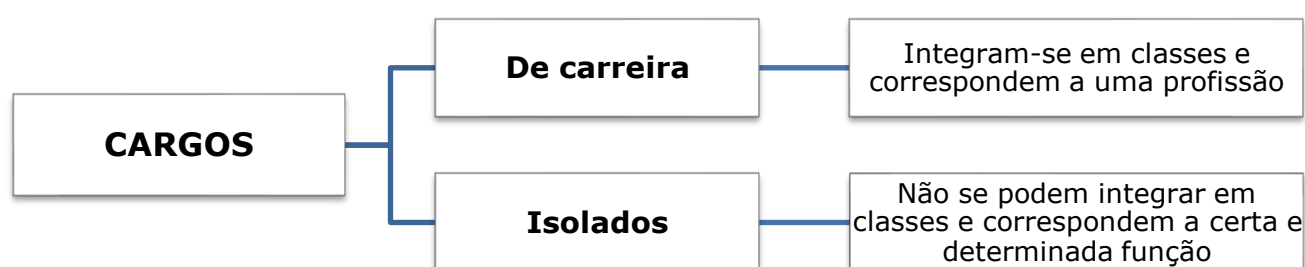 CARGOS
De carreira
Integram-se em classes e
correspondem a uma profissão
Isolados
Não se podem integrar em
classes e correspondem a certa e
determinada função